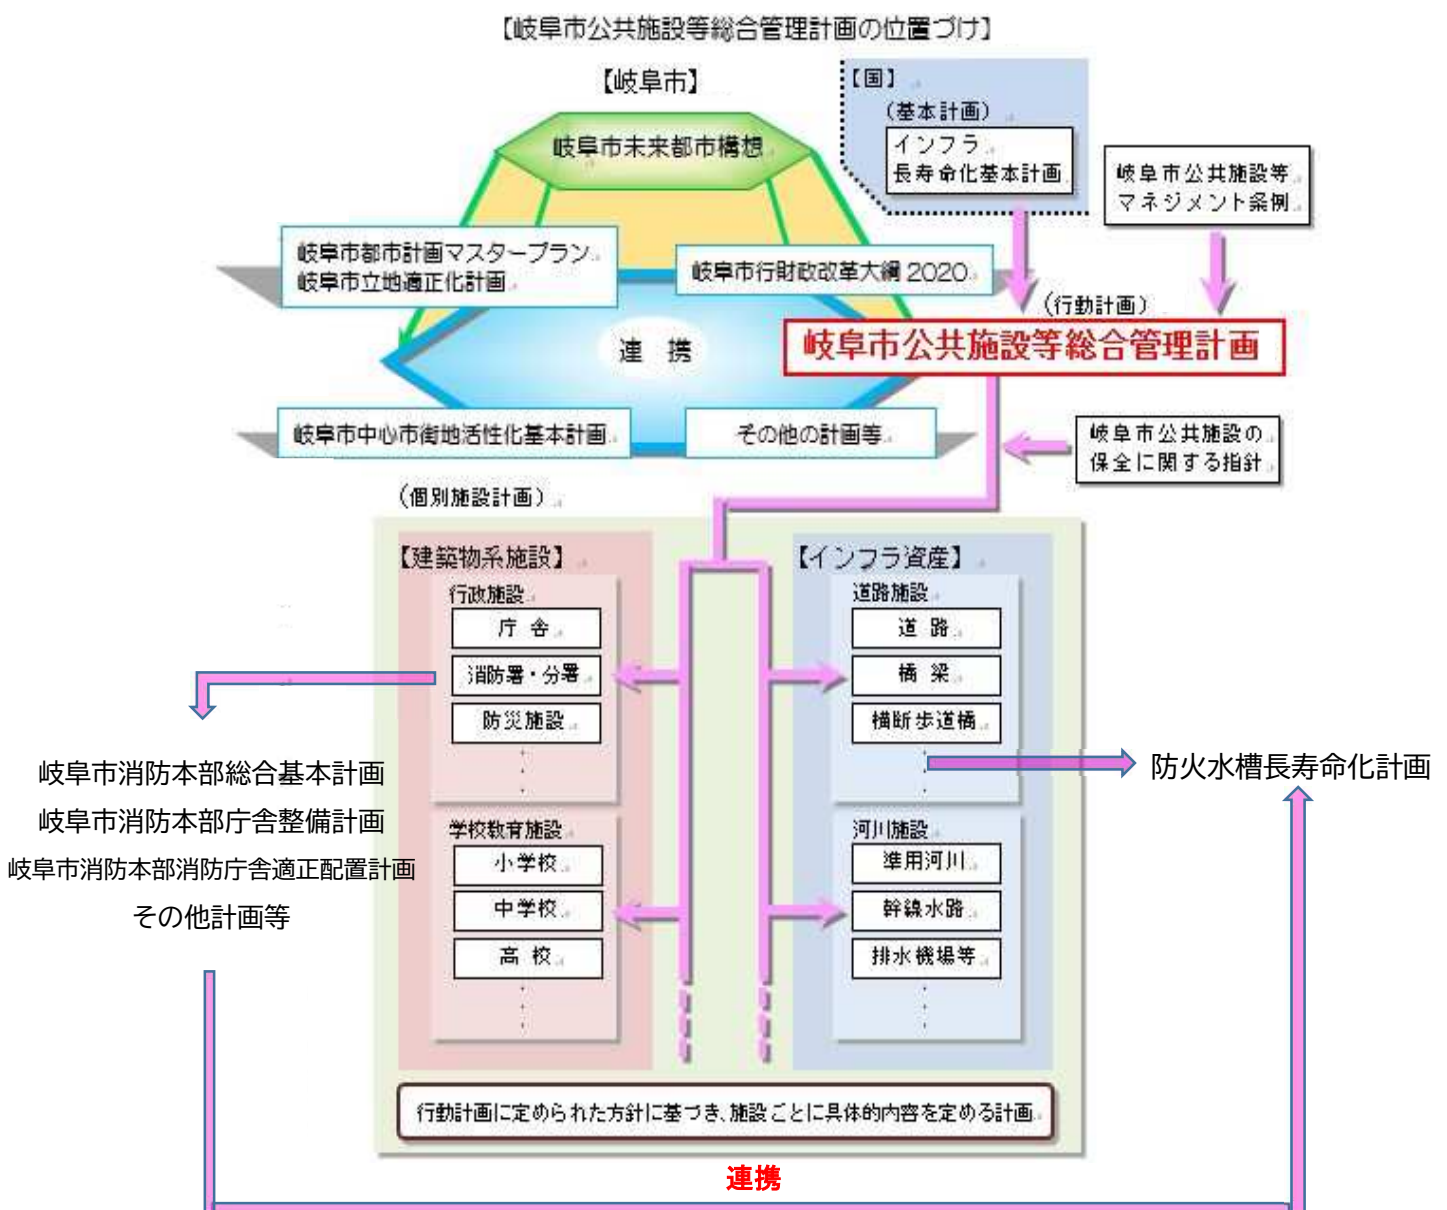 【岐阜市公共施設等総合管理計画の位置づけ】
【岐阜市】
岐阜市未来都市構想
【国】
(基本計画)
インフラ
長寿命化基本計画
岐阜市公共施設等
マネジメント条例
岐阜市都市計画マスタープラン
岐阜市立地適正化計画
岐阜市行財政改革大綱2020
(行動計画)
岐阜市公共施設等総合管理計画
連 携
岐阜市中心市街地活性化基本計画
その他の計画等
岐阜市公共施設の
保全に関する指針
(個別施設計画)
【建築物系施設】
行政施設
庁 舎
消防署・分署
防災施設
・
・
・
学校教育施設
小学校
中学校
高 校
・
・
・
【インフラ資産】
道路施設
道 路
橋 梁
横断歩道橋
・
・
・
河川施設
準用河川
幹線水路
排水機場等
・
・
・
岐阜市消防本部総合基本計画
岐阜市消防本部庁舎整備計画
岐阜市消防本部消防庁舎適正配置計画
その他計画等
防火水槽長寿命化計画
行動計画に定められた方針に基づき、施設ごとに具体的内容を定める計画
連携